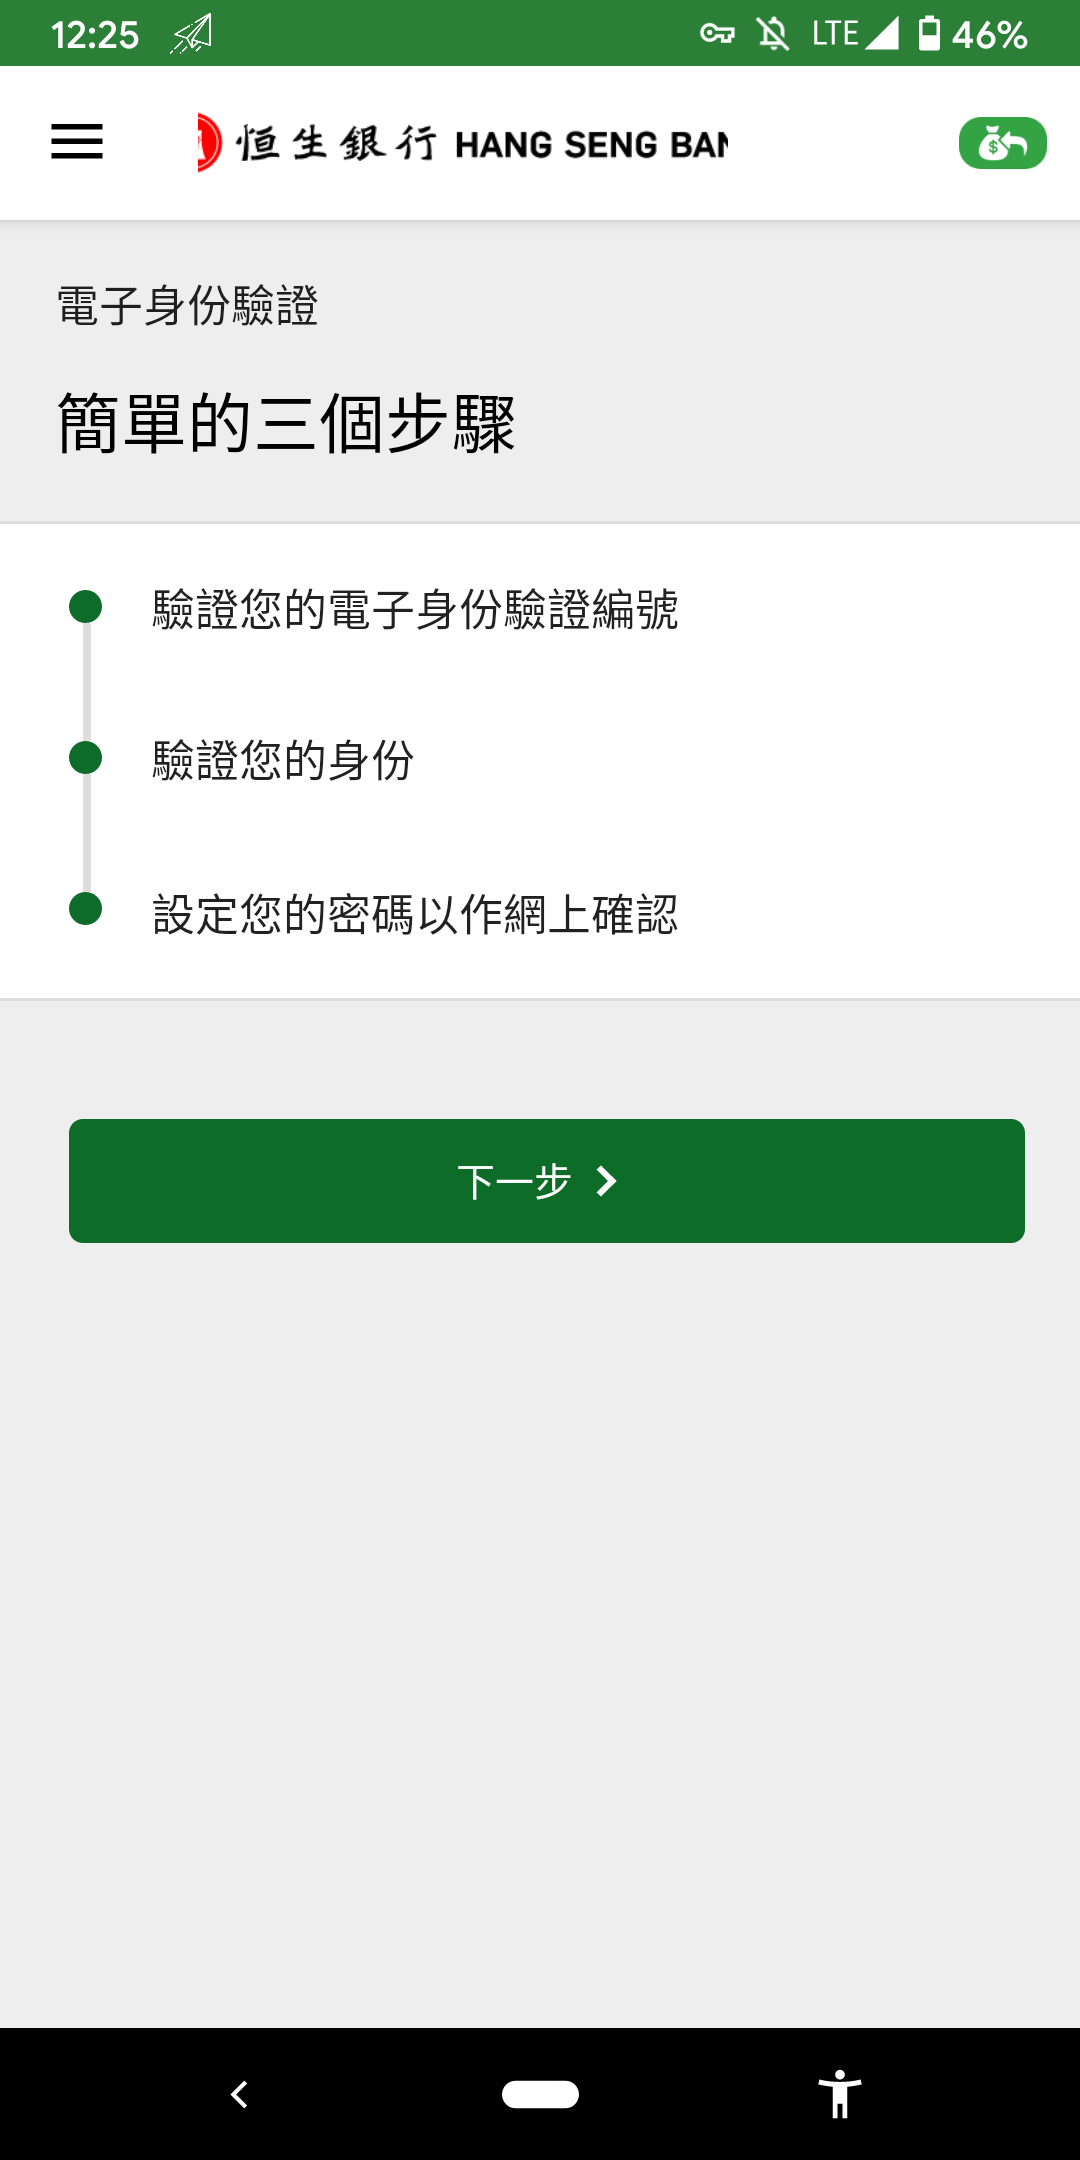 12:25
LTE
46%
恒生銀行 HANG SENG BAN
電子身份驗證
簡單的三個步驟
驗證您的電子身份驗證編號
驗證您的身份
設定您的密碼以作網上確認
下一步